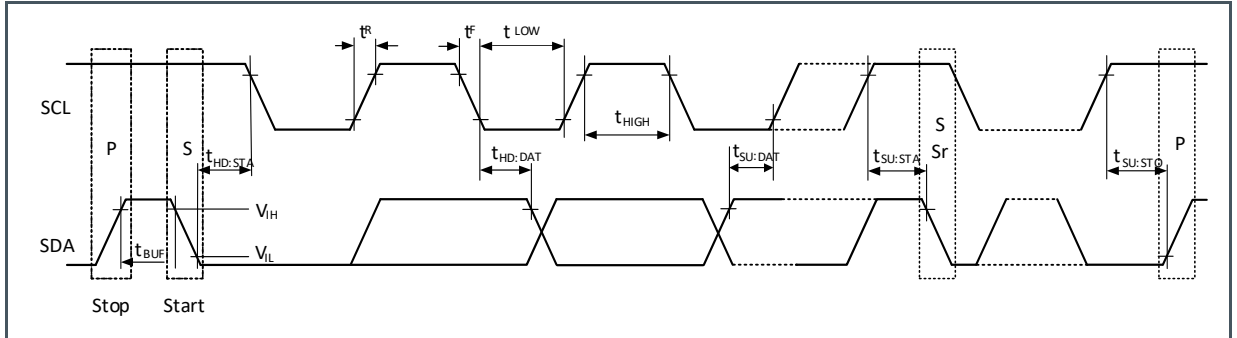 tR tF t LOW
SCL
P S tHD:STA tHD:DAT tHIGH tSU:DAT tSU:STA S Sr tSU:STO P
VIH
SDA
tBUF
VIL
Stop Start